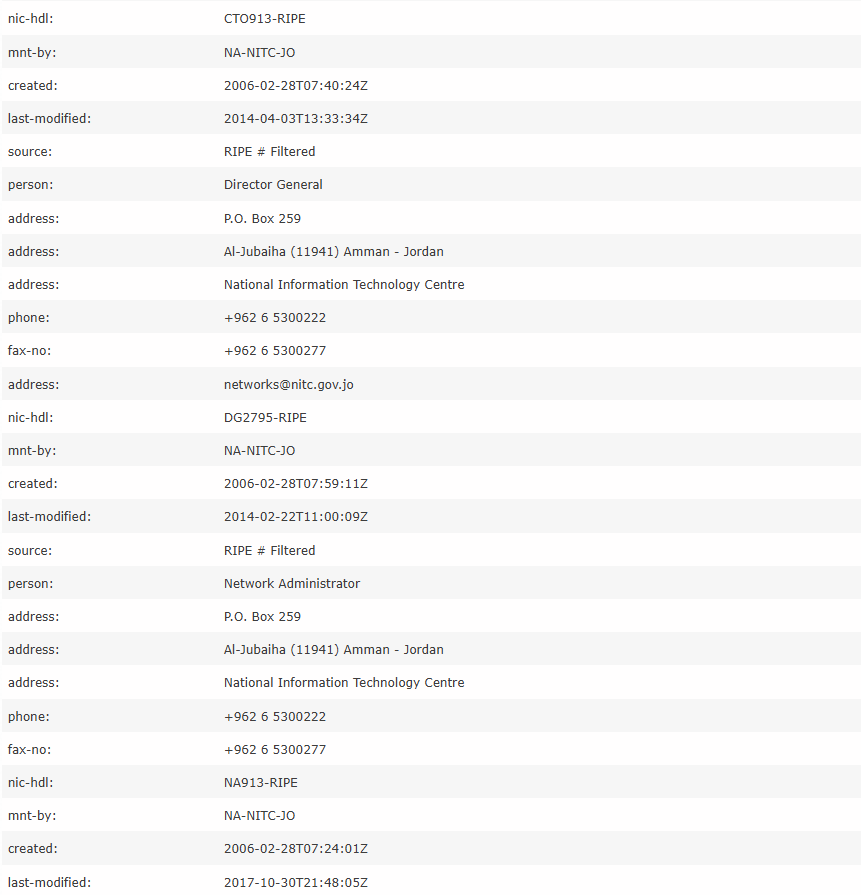 nic-hdl: CTO913-RIPE
mnt-by: NA-NITC-JO
created: 2006-02-28T07:40:24Z
last-modified: 2014-04-03T13:33:34Z
source: RIPE # Filtered
person: Director General
address: P.O. Box 259
address: Al-Jubaiha (11941) Amman - Jordan
address: National Information Technology Centre
phone: +962 6 5300222
fax-no: +962 6 5300277
address: networks@nitc.gov.jo
nic-hdl: DG2795-RIPE
mnt-by: NA-NITC-JO
created: 2006-02-28T07:59:11Z
last-modified: 2014-02-22T11:00:09Z
source: RIPE # Filtered
person: Network Administrator
address: P.O. Box 259
address: Al-Jubaiha (11941) Amman - Jordan
address: National Information Technology Centre
phone: +962 6 5300222
fax-no: +962 6 5300277
nic-hdl: NA913-RIPE
mnt-by: NA-NITC-JO
created: 2006-02-28T07:24:01Z
last-modified: 2017-10-30T21:48:05Z